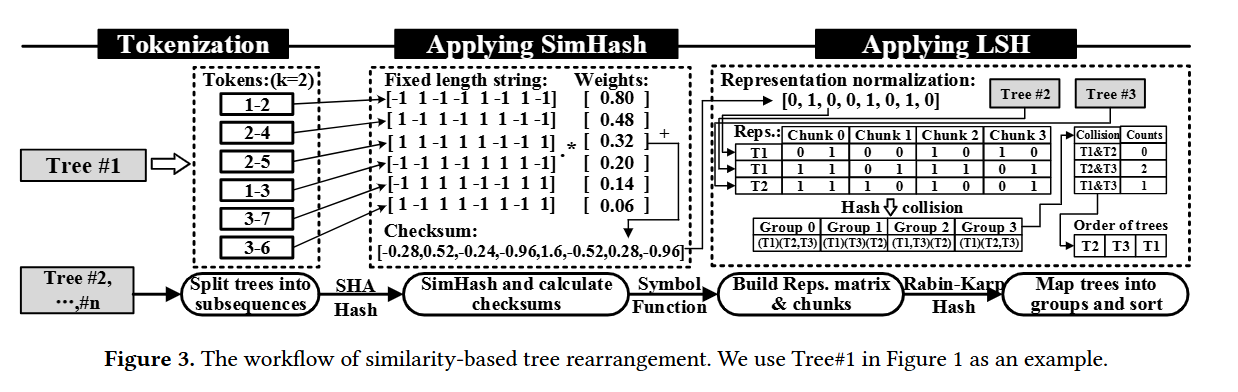 Tokenization
Applying SimHash
Applying LSH
Tokens:(k=2)
1-2
2-4
2-5
1-3
3-7
3-6
Tree #1
Fixed length string:
Weights:
[-1 1 -1 -1 1 -1 1 -1] [ 0.80 ]
[ 1 -1 1 -1 1 -1 1 -1] [ 0.48 ]
[ 1 1 1 -1 1 -1 -1 -1] .* [ 0.32 ] +
[-1 1 -1 -1 1 1 -1 1] [ 0.20 ]
[-1 1 1 1 -1 -1 1 1] [ 0.14 ]
[ 1 -1 -1 1 -1 1 -1 1] [ 0.06 ]
Checksum:
[-0.28,0.52,-0.24,-0.96,1.6,-0.52,0.28,-0.96]
Representation normalization:
[0, 1, 0, 0, 1, 0, 1, 0]
Tree #2
Tree #3
Reps.: Chunk 0 Chunk 1 Chunk 2 Chunk 3
T1 0 1 0 0 1 0 1 0
T1 1 1 0 1 1 1 0 1
T2 1 1 1 0 1 0 0 1
Hash collision
Group 0 Group 1 Group 2 Group 3
(T1)(T2,T3) (T1)(T3)(T2) (T1,T3)(T2) (T1)(T2,T3)
Collision Counts
T1&T2 0
T2&T3 2
T1&T3 1
Order of trees
T2 T3 T1
Tree #2,
···,#n
Split trees into
subsequences
SHA
Hash
SimHash and calculate
checksums
Symbol
Function
Build Reps. matrix
& chunks
Rabin-Karp
Hash
Map trees into
groups and sort
Figure 3. The workflow of similarity-based tree rearrangement. We use Tree#1 in Figure 1 as an example.